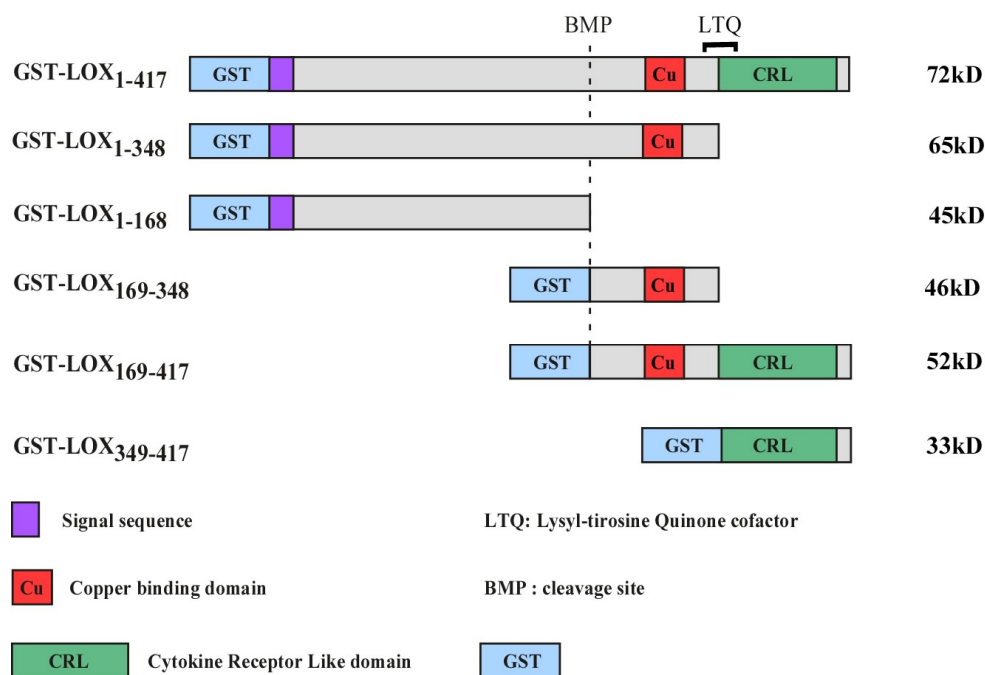 BMP LTQ
GST-LOX1-417 GST Cu CRL 72kD
GST-LOX1-348 GST Cu 65kD
GST-LOX1-168 GST 45kD
GST-LOX169-348 GST Cu 46kD
GST-LOX169-417 GST Cu CRL 52kD
GST-LOX349-417 GST CRL 33kD
Signal sequence LTQ: Lysyl-tirosine Quinone cofactor
Cu Copper binding domain BMP : cleavage site
CRL Cytokine Receptor Like domain GST